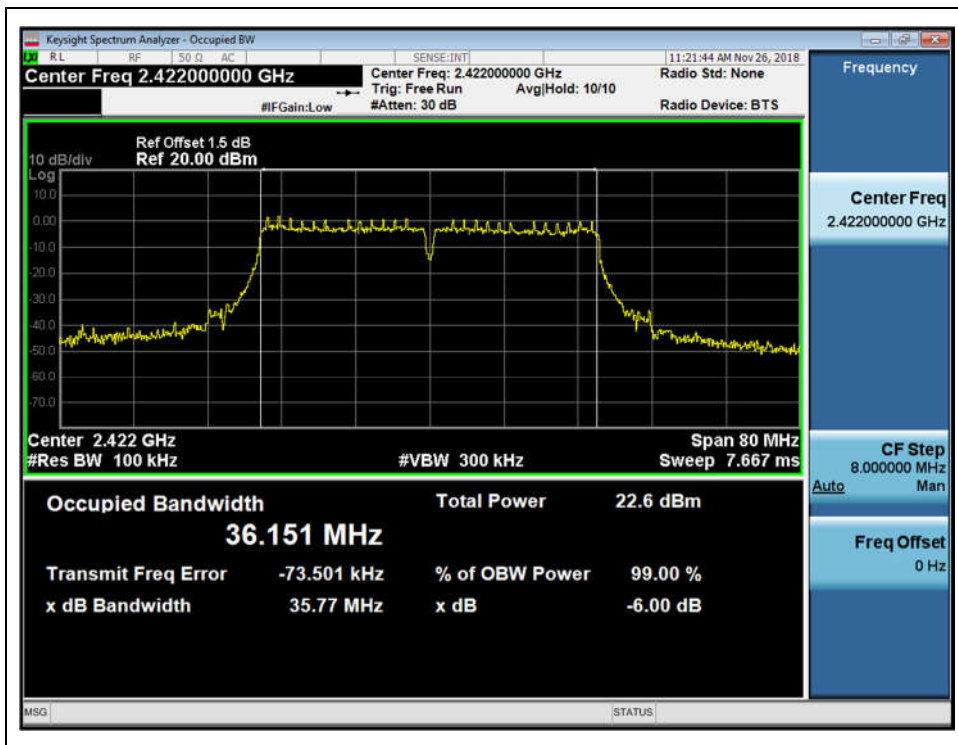 Keysight Spectrum Analyzer - Occupied BW
LXI RL RF 50 Ω AC SENSE:INT 11:21:44 AM Nov 26, 2018
Center Freq 2.422000000 GHz
Center Freq: 2.422000000 GHz
Radio Std: None
Trig: Free Run Avg|Hold: 10/10
#IFGain:Low
#Atten: 30 dB
Radio Device: BTS
Ref Offset 1.5 dB
10 dB/div Ref 20.00 dBm
Log
10.0
0.00
-10.0
-20.0
-30.0
-40.0
-50.0
-60.0
-70.0
Center 2.422 GHz Span 80 MHz
#Res BW 100 kHz #VBW 300 kHz Sweep 7.667 ms
Occupied Bandwidth Total Power 22.6 dBm
36.151 MHz
Transmit Freq Error -73.501 kHz % of OBW Power 99.00 %
x dB Bandwidth 35.77 MHz x dB -6.00 dB
Frequency
Center Freq
2.422000000 GHz
CF Step
8.000000 MHz
Auto Man
Freq Offset
0 Hz
MSG STATUS